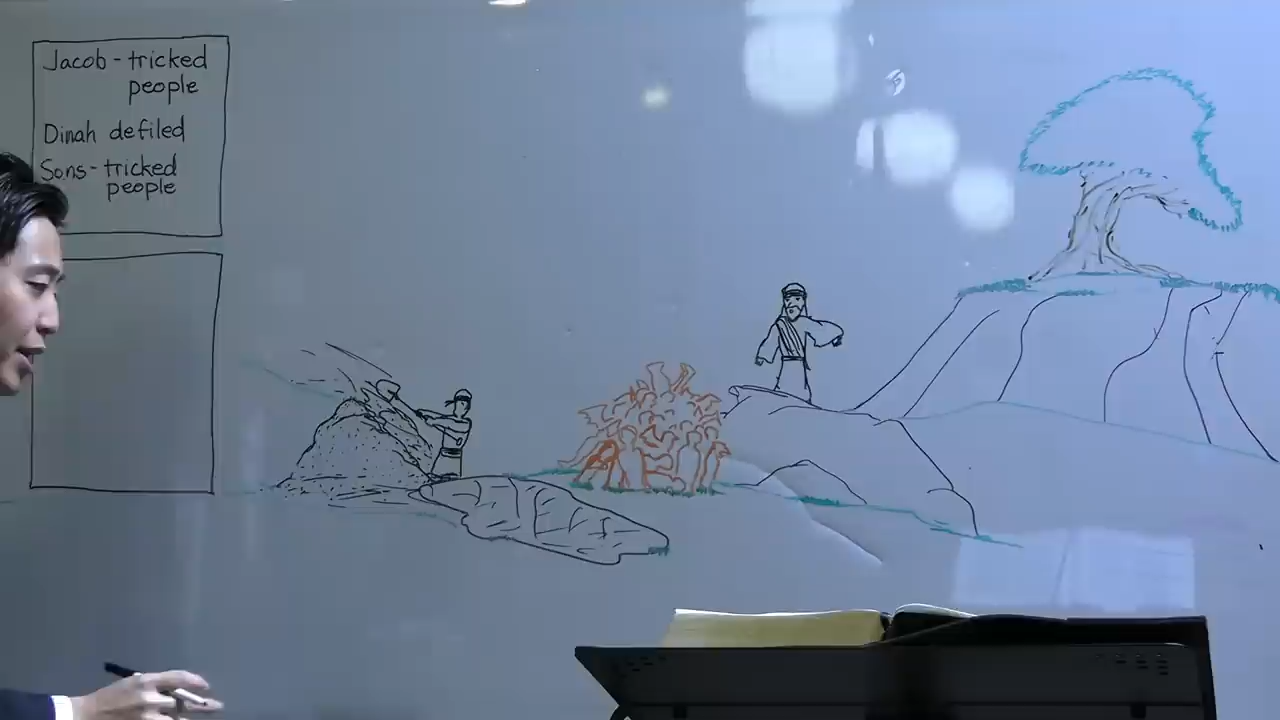 Jacob - tricked
people
Dinah defiled
Sons - tricked
people